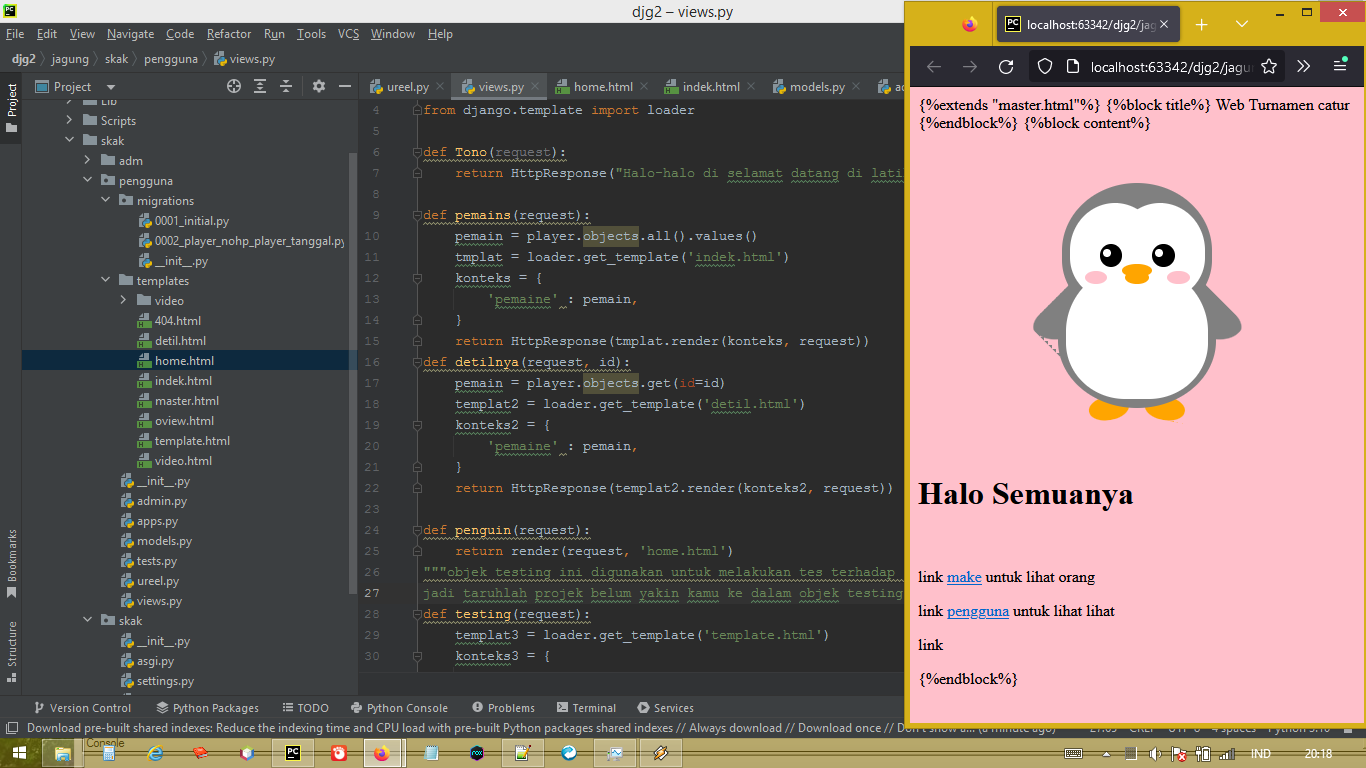 djg2 – views.py
File Edit View Navigate Code Refactor Run Tools VCS Window Help
djg2 jagung skak pengguna views.py
Project
ureel.py views.py home.html indek.html models.py
Project
Bookmarks
Structure
Lib
Scripts
skak
adm
pengguna
migrations
0001_initial.py
0002_player_nohp_player_tanggal.py
__init__.py
templates
video
404.html
detil.html
home.html
indek.html
master.html
oview.html
template.html
video.html
__init__.py
admin.py
apps.py
models.py
tests.py
ureel.py
views.py
skak
__init__.py
asgi.py
settings.py
4 from django.template import loader
5
6 def Tono(request):
7 return HttpResponse("Halo-halo di selamat datang di lati
8
9 def pemains(request):
10 pemain = player.objects.all().values()
11 tmplat = loader.get_template('indek.html')
12 konteks = {
13 'pemaine' : pemain,
14 }
15 return HttpResponse(tmplat.render(konteks, request))
16 def detilnya(request, id):
17 pemain = player.objects.get(id=id)
18 templat2 = loader.get_template('detil.html')
19 konteks2 = {
20 'pemaine' : pemain,
21 }
22 return HttpResponse(templat2.render(konteks2, request))
23
24 def penguin(request):
25 return render(request, 'home.html')
26 """objek testing ini digunakan untuk melakukan tes terhadap
27 jadi taruhlah projek belum yakin kamu ke dalam objek testing
28 def testing(request):
29 templat3 = loader.get_template('template.html')
30 konteks3 = {
Version Control Python Packages TODO Python Console Problems Terminal Services
Download pre-built shared indexes: Reduce the indexing time and CPU load with pre-built Python packages shared indexes // Always download // Download once // Don't show a... (a minute ago)
localhost:63342/djg2/jag
localhost:63342/djg2/jagu
{%extends "master.html"%} {%block title%} Web Turnamen catur
{%endblock%} {%block content%}
Halo Semuanya
link make untuk lihat orang
link pengguna untuk lihat lihat
link
{%endblock%}
Console
IND 20:18